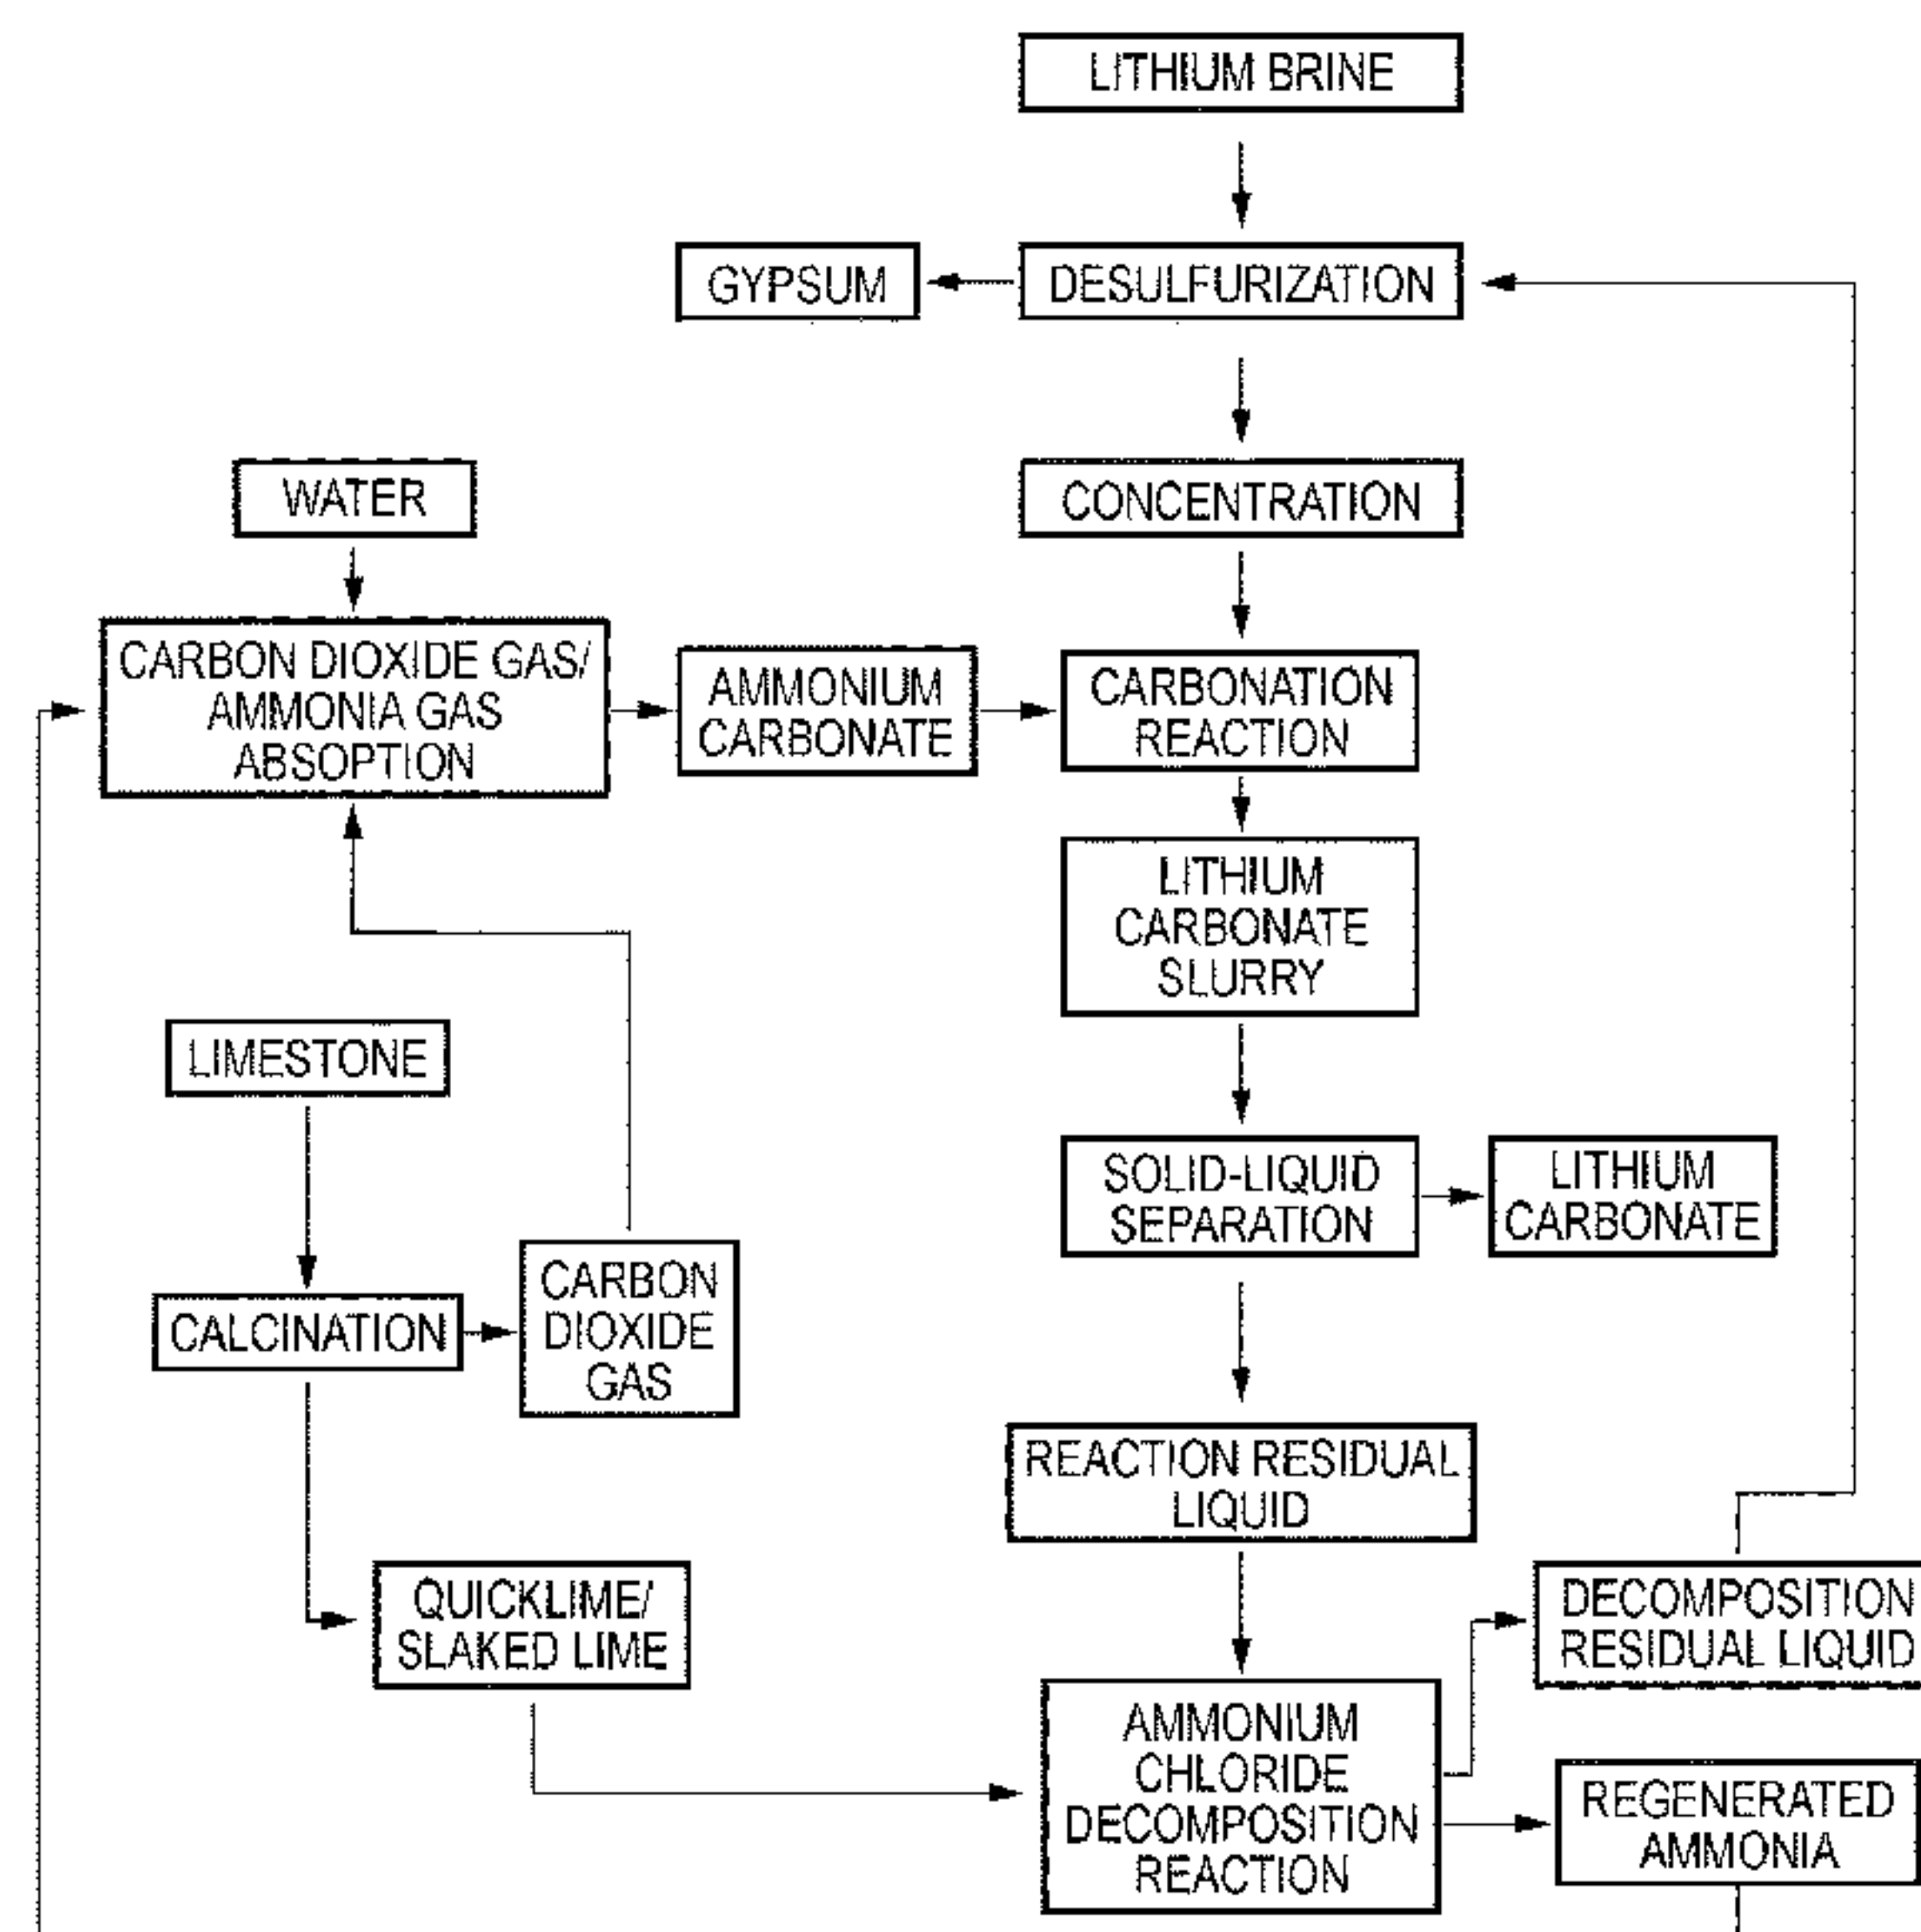 LITHIUM BRINE
GYPSUM
DESULFURIZATION
WATER
CONCENTRATION
CARBON DIOXIDE GAS/
AMMONIA GAS
ABSOPTION
AMMONIUM
CARBONATE
CARBONATION
REACTION
LITHIUM
CARBONATE
SLURRY
LIMESTONE
SOLID-LIQUID
SEPARATION
LITHIUM
CARBONATE
CALCINATION
CARBON
DIOXIDE
GAS
REACTION RESIDUAL
LIQUID
QUICKLIME/
SLAKED LIME
DECOMPOSITION
RESIDUAL LIQUID
AMMONIUM
CHLORIDE
DECOMPOSITION
REACTION
REGENERATED
AMMONIA